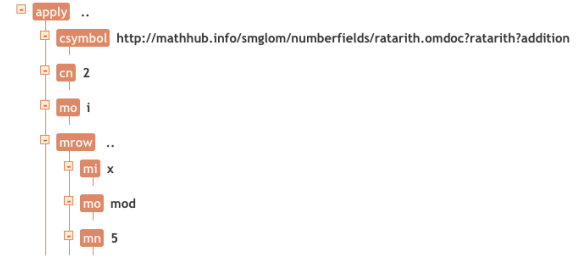 apply ..
csymbol http://mathhub.info/smglom/numberfields/ratarith.omdoc?ratarith?addition
cn 2
mo i
mrow ..
mi x
mo mod
mn 5